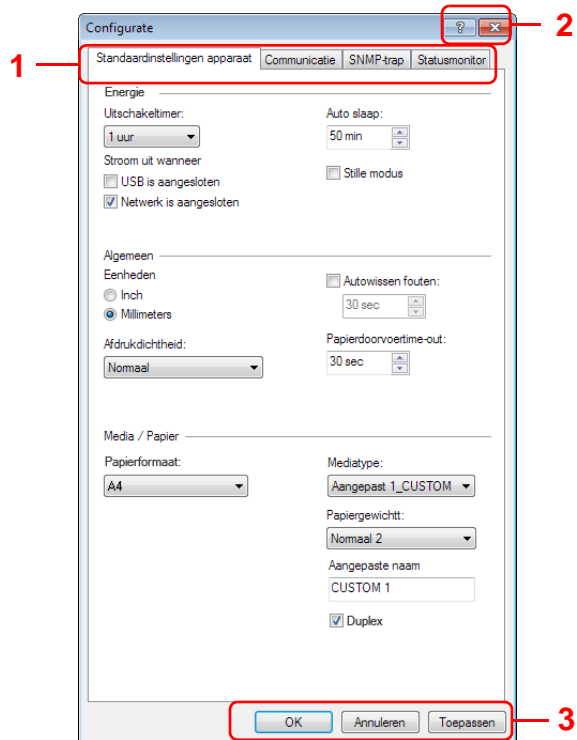 Configurate
?
2
1
Standaardinstellingen apparaat Communicatie SNMP-trap Statusmonitor
Energie
Uitschakeltimer:
1 uur
Auto slaap:
50 min
Stroom uit wanneer
USB is aangesloten
Netwerk is aangesloten
Stille modus
Algemeen
Eenheden
Inch
Millimeters
Autowissen fouten:
30 sec
Afdrukdichtheid:
Normaal
Papierdoorvoertime-out:
30 sec
Media / Papier
Papierformaat:
A4
Mediatype:
Aangepast 1_CUSTOM
Papiergewichtt:
Normaal 2
Aangepaste naam
CUSTOM 1
Duplex
OK Annuleren Toepassen
3